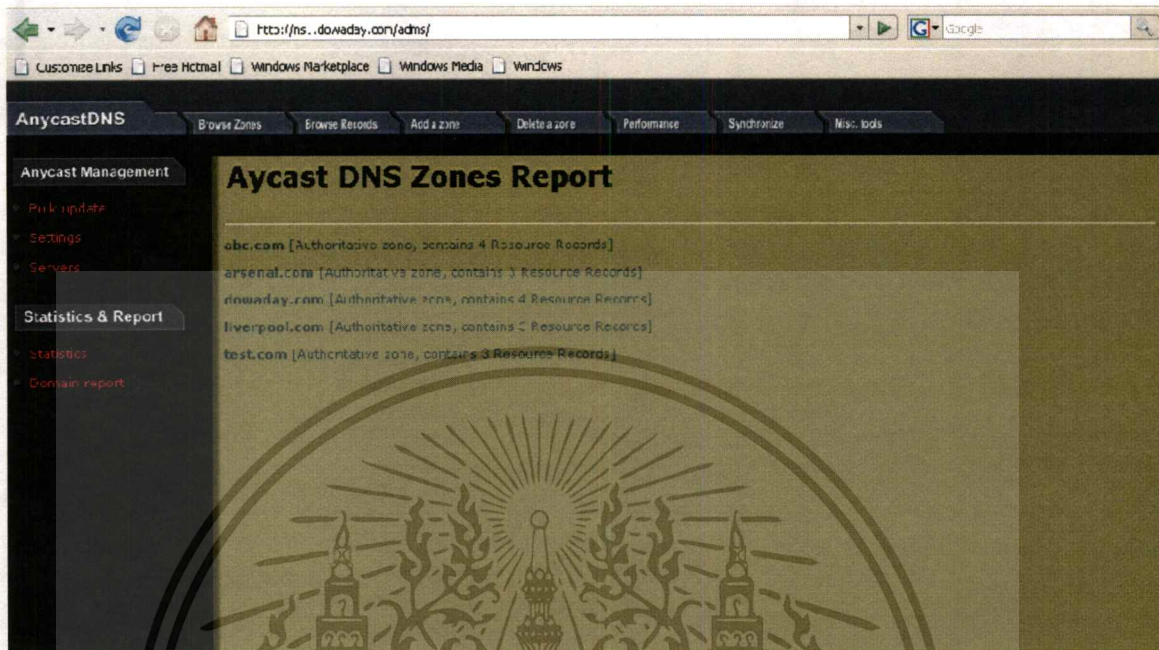 http://ns..dowaday.com/adms/
Google
Customize Links Free Hotmail Windows Marketplace Windows Media Windows
AnycastDNS Browse Zones Browse Records Add a zone Delete a zone Performance Synchronize Misc. tools
Anycast Management
Aycast DNS Zones Report
Bulk update
Settings
Servers
abc.com [Authoritative zone, contains 4 Resource Records]
arsenal.com [Authoritative zone, contains 3 Resource Records]
dowaday.com [Authoritative zone, contains 4 Resource Records]
liverpool.com [Authoritative zone, contains Resource Records]
test.com [Authoritative zone, contains 3 Resource Records]
Statistics & Report
Statistics
Domain report